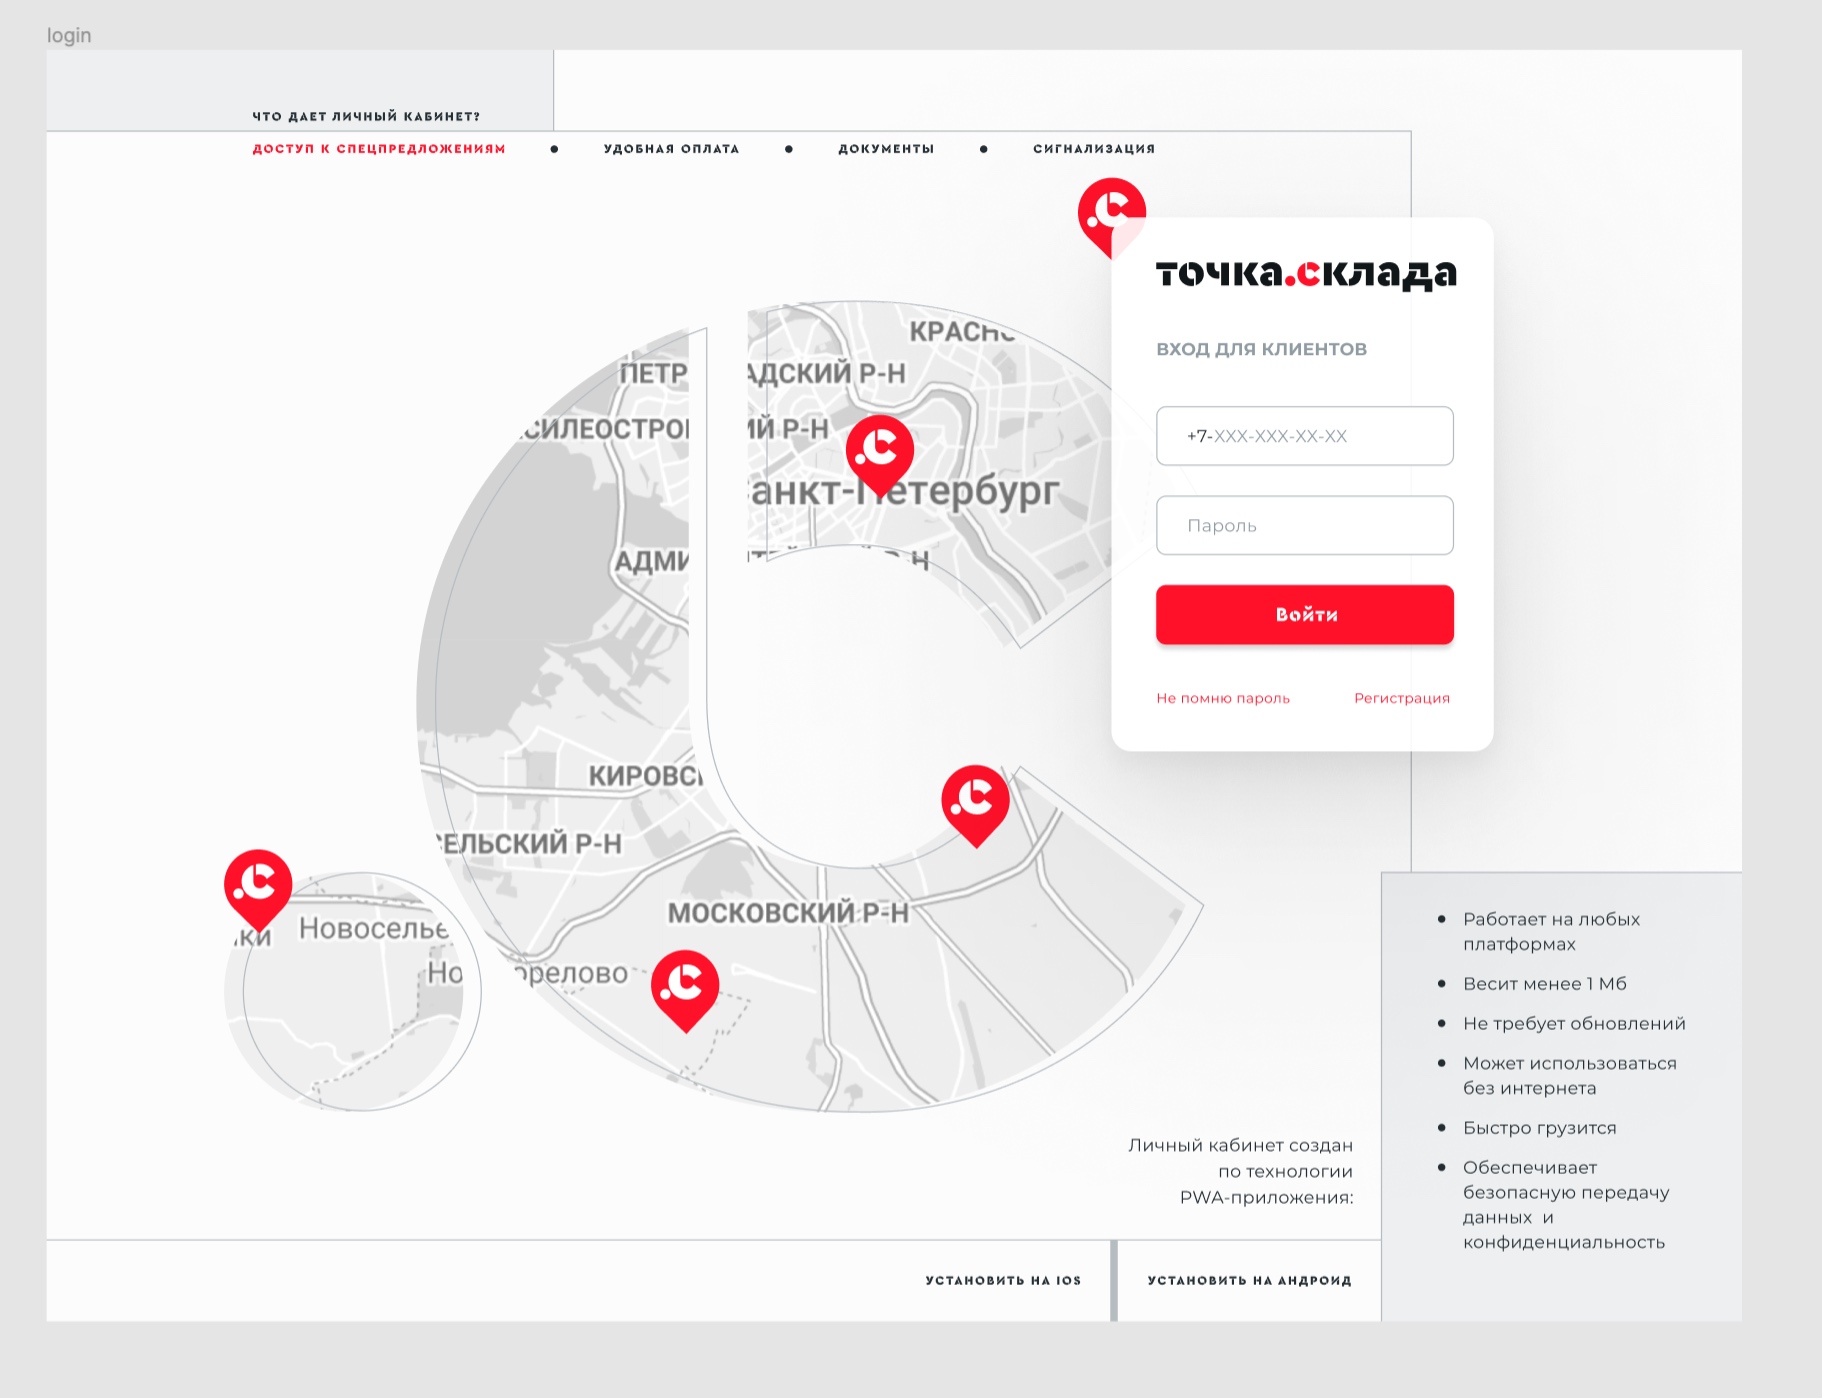 login
ЧТО ДАЕТ ЛИЧНЫЙ КАБИНЕТ?
ДОСТУП К СПЕЦПРЕДЛОЖЕНИЯМ • УДОБНАЯ ОПЛАТА • ДОКУМЕНТЫ • СИГНАЛИЗАЦИЯ
точка.склада
ВХОД ДЛЯ КЛИЕНТОВ
+7-XXX-XXX-XX-XX
Пароль
Войти
Не помню пароль Регистрация
КРАСНО
ПЕТР АДСКИЙ Р-Н
СИЛЕОСТРО ИЙ Р-Н
анкт-Петербург
АДМИ Р-Н
КИРОВС
СЕЛЬСКИЙ Р-Н
МОСКОВСКИЙ Р-Н
Новоселье
ки
Но орелово
Личный кабинет создан
по технологии
PWA-приложения:
• Работает на любых
платформах
• Весит менее 1 Мб
• Не требует обновлений
• Может использоваться
без интернета
• Быстро грузится
• Обеспечивает
безопасную передачу
данных и
конфиденциальность
УСТАНОВИТЬ НА IOS УСТАНОВИТЬ НА АНДРОИД